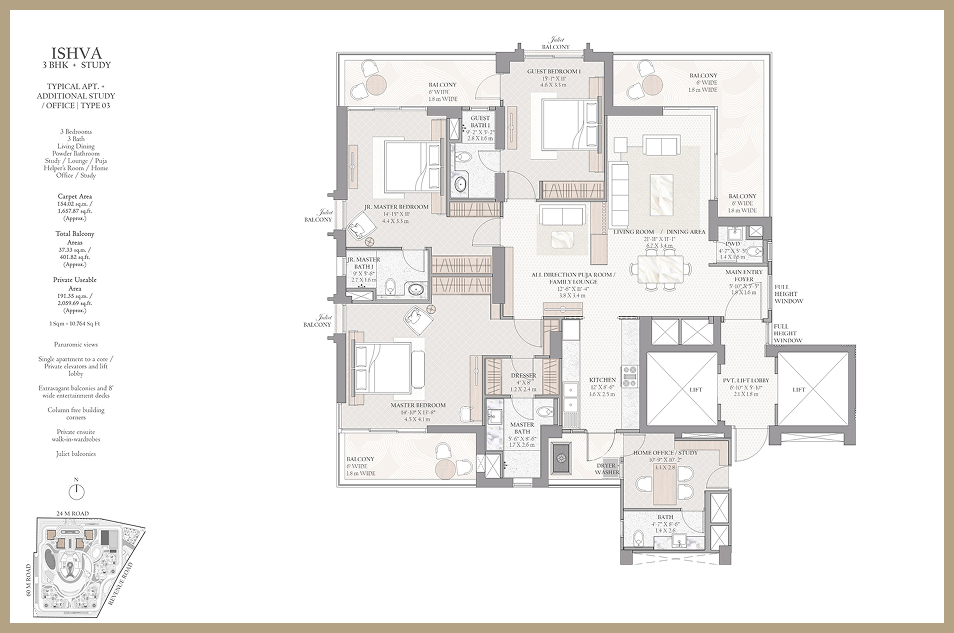 ISHVA
3 BHK + STUDY
TYPICAL APT. +
ADDITIONAL STUDY
/ OFFICE | TYPE 03
3 Bedrooms
3 Bath
Living Dining
Powder Bathroom
Study / Lounge / Puja
Helper's Room / Home
Office / Study
Carpet Area
154.02 sq.m. /
1,657.87 sq.ft.
(Approx.)
Total Balcony
Areas
37.33 sq.m. /
401.82 sq.ft.
(Approx.)
Private Useable
Area
191.35 sq.m. /
2,059.69 sq.ft.
(Approx.)
1 Sqm = 10.764 Sq Ft
Panaromic views
Single apartment to a core /
Private elevators and lift
lobby
Extravagant balconies and 8'
wide entertainment decks
Column free building
corners
Private ensuite
walk-in-wardrobes
Juliet balconies
N
24 M ROAD
60 M ROAD
REVENUE ROAD
Juliet
BALCONY
BALCONY
6' WIDE
1.8 m WIDE
GUEST BEDROOM 1
15'-1" X 11'
4.6 X 3.3 m
BALCONY
6' WIDE
1.8 m WIDE
GUEST
BATH 1
9'-2" X 5'-2"
2.8 X 1.6 m
BALCONY
6' WIDE
1.8 m WIDE
Juliet
BALCONY
JR. MASTER BEDROOM
14'-15" X 11'
4.4 X 3.3 m
LIVING ROOM / DINING AREA
21'-11" X 11'-1"
6.2 X 3.4 m
PWD
4'-7" X 5'-3"
1.4 X 1.6 m
JR. MASTER
BATH 1
9' X 5'-6"
2.7 X 1.6 m
ALL DIRECTION PUJA ROOM /
FAMILY LOUNGE
12'-8" X 11'-4"
3.8 X 3.4 m
MAIN ENTRY
FOYER
5'-10" X 5'-3"
1.8 X 1.6 m
FULL
HEIGHT
WINDOW
Juliet
BALCONY
FULL
HEIGHT
WINDOW
DRESSER
4' X 8'
1.2 X 2.4 m
KITCHEN
12' X 8'-6"
3.6 X 2.5 m
LIFT
PVT. LIFT LOBBY
6'-10" X 5'-10"
2.1 X 1.8 m
LIFT
MASTER BEDROOM
14'-10" X 13'-8"
4.5 X 4.1 m
MASTER
BATH
5'-6" X 8'-6"
1.7 X 2.6 m
BALCONY
6' WIDE
1.8 m WIDE
DRYER +
WASHER
HOME OFFICE / STUDY
10'-9" X 10'-2"
3.3 X 2.8
BATH
4'-7" X 8'-6"
1.4 X 2.6